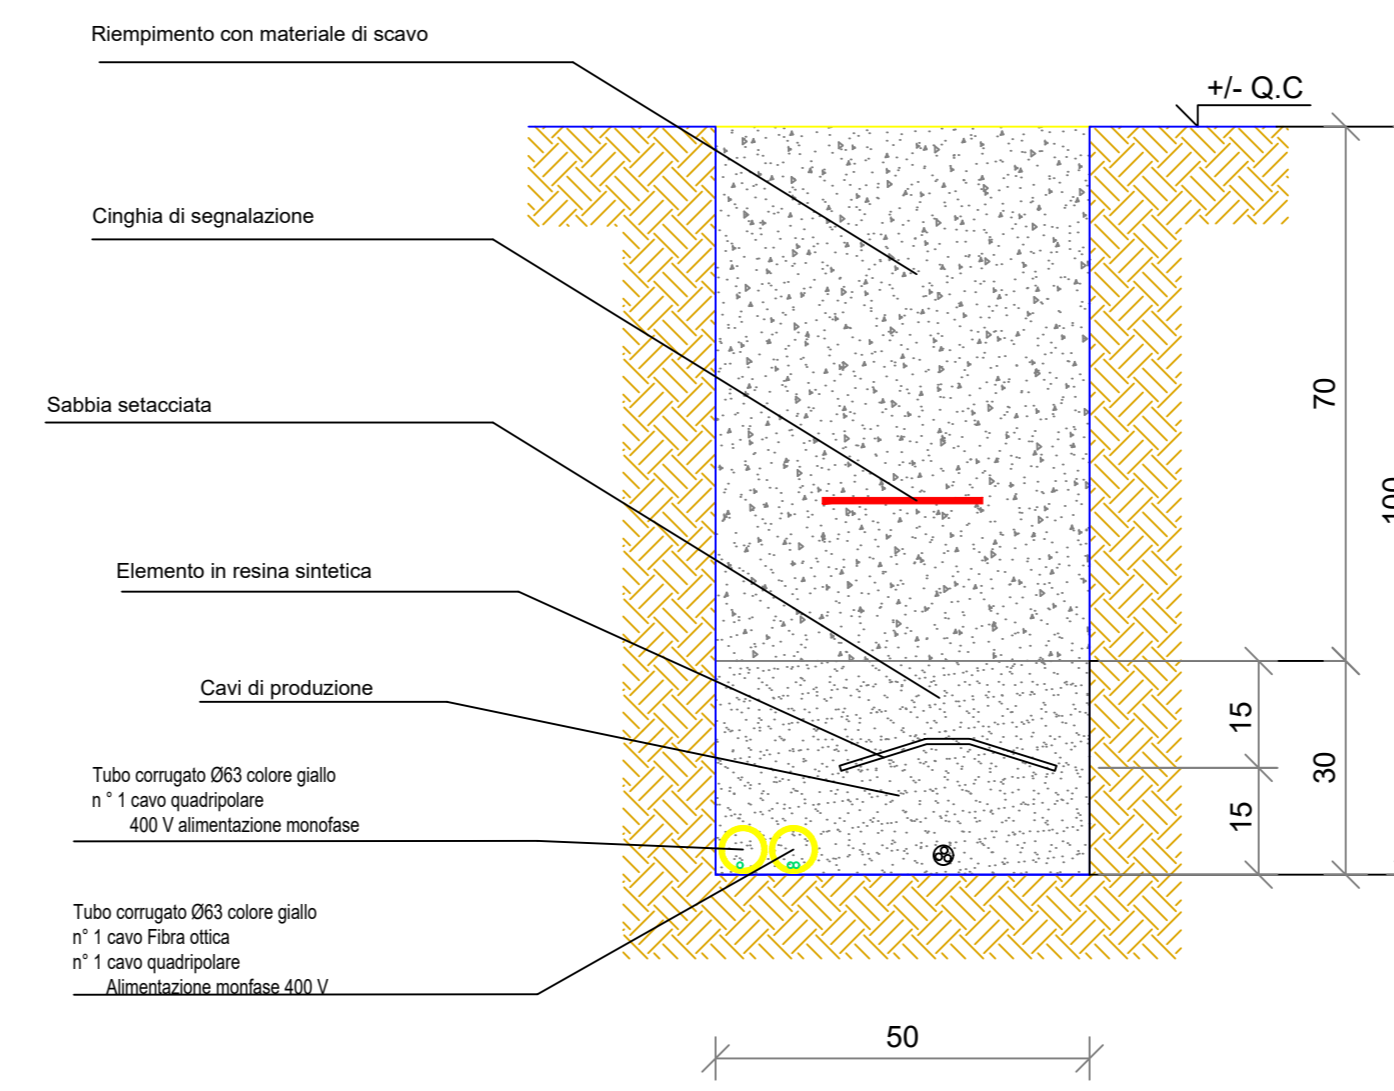 Riempimento con materiale di scavo
+/- Q.C
Cinghia di segnalazione
70
Sabbia setacciata
100
Elemento in resina sintetica
Cavi di produzione
15
30
15
Tubo corrugato Ø63 colore giallo
n ° 1 cavo quadripolare
400 V alimentazione monofase
Tubo corrugato Ø63 colore giallo
n° 1 cavo Fibra ottica
n° 1 cavo quadripolare
Alimentazione monfase 400 V
50